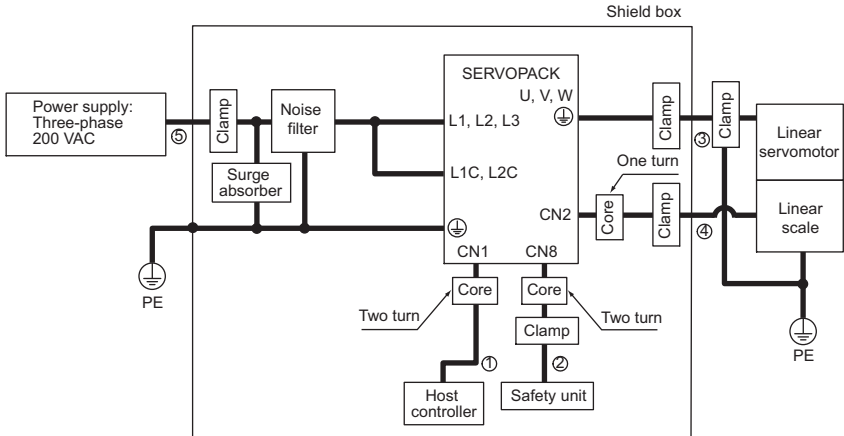 Shield box
SERVOPACK
U, V, W
Power supply:
Three-phase
200 VAC
⑤
Clamp
Noise
filter
L1, L2, L3
Clamp
③
Clamp
Linear
servomotor
Surge
absorber
L1C, L2C
One turn
CN2
Core
Clamp
④
Linear
scale
PE
CN1
CN8
Core
Core
Two turn
Two turn
Clamp
PE
①
②
Host
controller
Safety unit